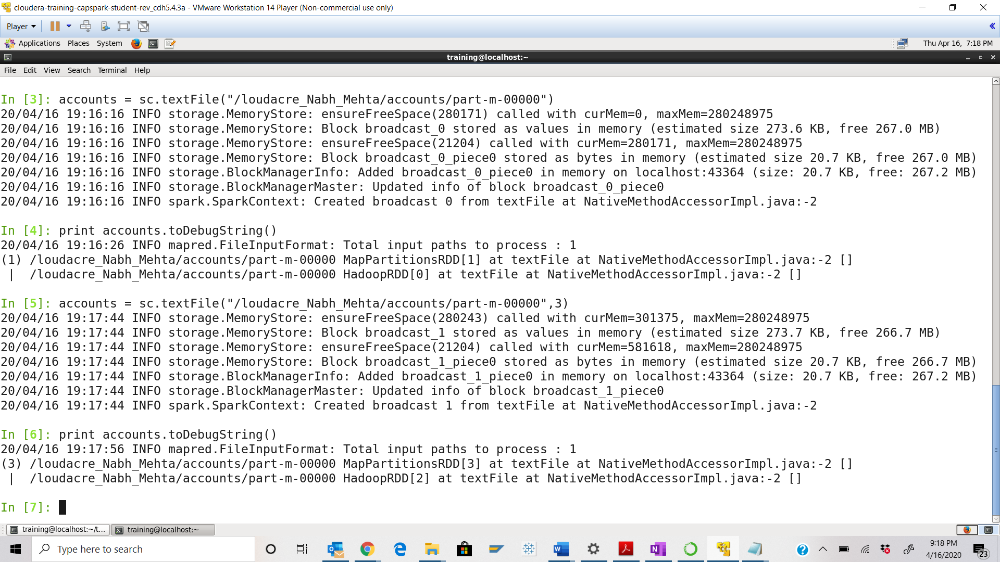 cloudera-training-capspark-student-rev_cdh5.4.3a - VMware Workstation 14 Player (Non-commercial use only)
Player
Applications Places System Thu Apr 16, 7:18 PM
training@localhost:~
File Edit View Search Terminal Help
In [3]: accounts = sc.textFile("/loudacre_Nabh_Mehta/accounts/part-m-00000")
20/04/16 19:16:16 INFO storage.MemoryStore: ensureFreeSpace(280171) called with curMem=0, maxMem=280248975
20/04/16 19:16:16 INFO storage.MemoryStore: Block broadcast_0 stored as values in memory (estimated size 273.6 KB, free 267.0 MB)
20/04/16 19:16:16 INFO storage.MemoryStore: ensureFreeSpace(21204) called with curMem=280171, maxMem=280248975
20/04/16 19:16:16 INFO storage.MemoryStore: Block broadcast_0_piece0 stored as bytes in memory (estimated size 20.7 KB, free 267.0 MB)
20/04/16 19:16:16 INFO storage.BlockManagerInfo: Added broadcast_0_piece0 in memory on localhost:43364 (size: 20.7 KB, free: 267.2 MB)
20/04/16 19:16:16 INFO storage.BlockManagerMaster: Updated info of block broadcast_0_piece0
20/04/16 19:16:16 INFO spark.SparkContext: Created broadcast 0 from textFile at NativeMethodAccessorImpl.java:-2
In [4]: print accounts.toDebugString()
20/04/16 19:16:26 INFO mapred.FileInputFormat: Total input paths to process : 1
(1) /loudacre_Nabh_Mehta/accounts/part-m-00000 MapPartitionsRDD[1] at textFile at NativeMethodAccessorImpl.java:-2 []
 |  /loudacre_Nabh_Mehta/accounts/part-m-00000 HadoopRDD[0] at textFile at NativeMethodAccessorImpl.java:-2 []
In [5]: accounts = sc.textFile("/loudacre_Nabh_Mehta/accounts/part-m-00000",3)
20/04/16 19:17:44 INFO storage.MemoryStore: ensureFreeSpace(280243) called with curMem=301375, maxMem=280248975
20/04/16 19:17:44 INFO storage.MemoryStore: Block broadcast_1 stored as values in memory (estimated size 273.7 KB, free 266.7 MB)
20/04/16 19:17:44 INFO storage.MemoryStore: ensureFreeSpace(21204) called with curMem=581618, maxMem=280248975
20/04/16 19:17:44 INFO storage.MemoryStore: Block broadcast_1_piece0 stored as bytes in memory (estimated size 20.7 KB, free 266.7 MB)
20/04/16 19:17:44 INFO storage.BlockManagerInfo: Added broadcast_1_piece0 in memory on localhost:43364 (size: 20.7 KB, free: 267.2 MB)
20/04/16 19:17:44 INFO storage.BlockManagerMaster: Updated info of block broadcast_1_piece0
20/04/16 19:17:44 INFO spark.SparkContext: Created broadcast 1 from textFile at NativeMethodAccessorImpl.java:-2
In [6]: print accounts.toDebugString()
20/04/16 19:17:56 INFO mapred.FileInputFormat: Total input paths to process : 1
(3) /loudacre_Nabh_Mehta/accounts/part-m-00000 MapPartitionsRDD[3] at textFile at NativeMethodAccessorImpl.java:-2 []
 |  /loudacre_Nabh_Mehta/accounts/part-m-00000 HadoopRDD[2] at textFile at NativeMethodAccessorImpl.java:-2 []
In [7]:
training@localhost:~/t... training@localhost:~
Type here to search
9:18 PM
4/16/2020
23